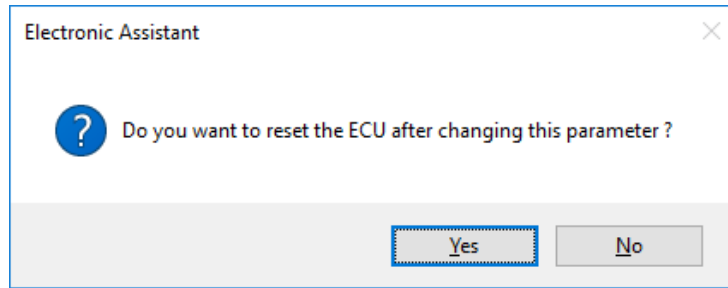 Electronic Assistant
Do you want to reset the ECU after changing this parameter ?
Yes
No